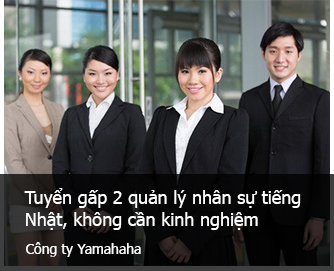 Tuyển gấp 2 quản lý nhân sự tiếng
Nhật, không cần kinh nghiệm
Công ty Yamahaha